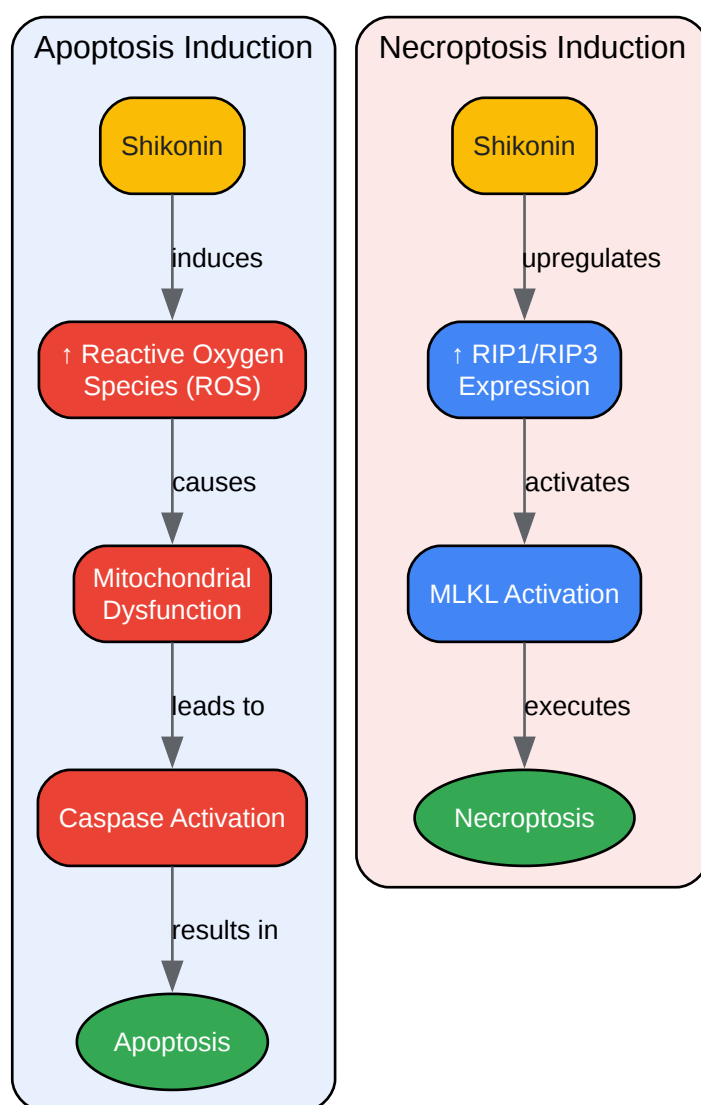 Apoptosis Induction
Shikonin
induces
↑ Reactive Oxygen
Species (ROS)
causes
Mitochondrial
Dysfunction
leads to
Caspase Activation
results in
Apoptosis
Necroptosis Induction
Shikonin
upregulates
↑ RIP1/RIP3
Expression
activates
MLKL Activation
executes
Necroptosis